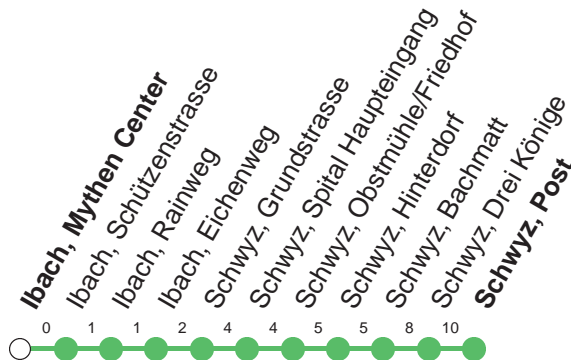 Ibach, Mythen Center
Ibach, Schützenstrasse
Ibach, Rainweg
Ibach, Eichenweg
Schwyz, Grundstrasse
Schwyz, Spital Haupteingang
Schwyz, Obstmühle/Friedhof
Schwyz, Hinterdorf
Schwyz, Bachmatt
Schwyz, Drei Könige
Schwyz, Post
0 1 1 2 4 4 5 5 8 10